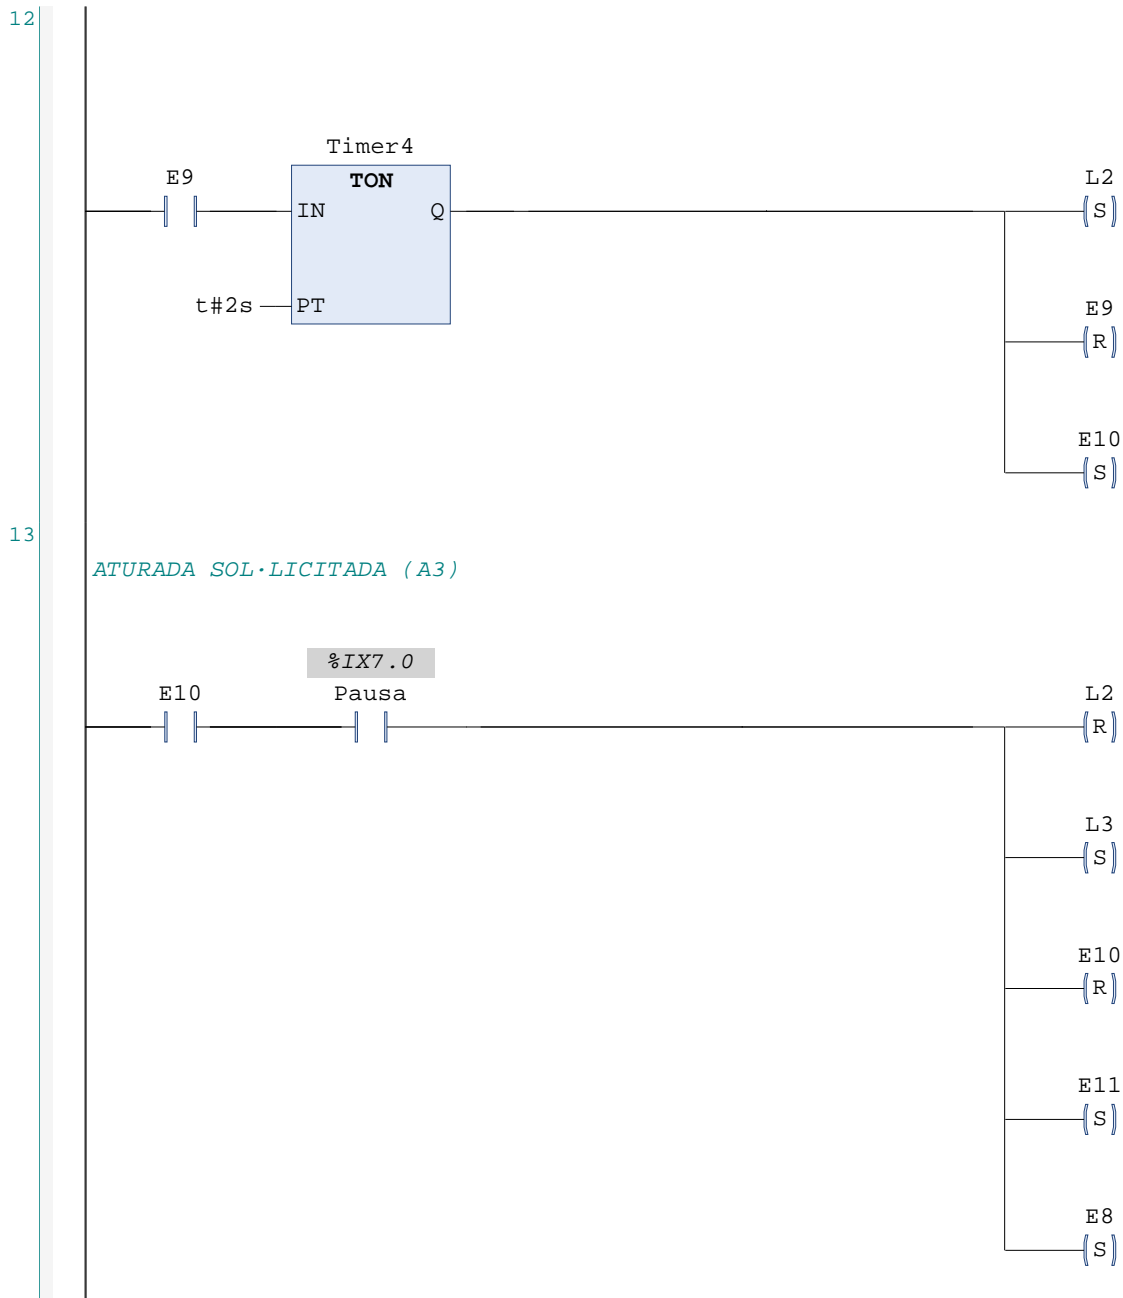 12
Timer4
E9 TON L2
IN Q (S)
t#2s PT E9
(R)
E10
(S)
13
ATURADA SOL·LICITADA (A3)
%IX7.0
E10 Pausa L2
(R)
L3
(S)
E10
(R)
E11
(S)
E8
(S)